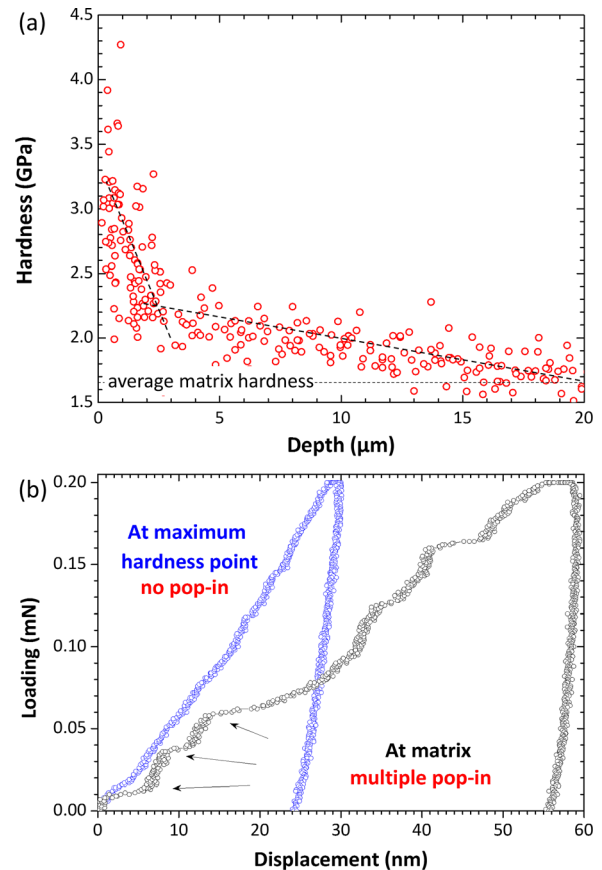 (a)
4.5
4.0
3.5
3.0
2.5
2.0
1.5
Hardness (GPa)
average matrix hardness
0
5
10
15
20
Depth (µm)
(b)
0.20
0.15
0.10
0.05
0.00
Loading (mN)
At maximum
hardness point
no pop-in
At matrix
multiple pop-in
0
10
20
30
40
50
60
Displacement (nm)